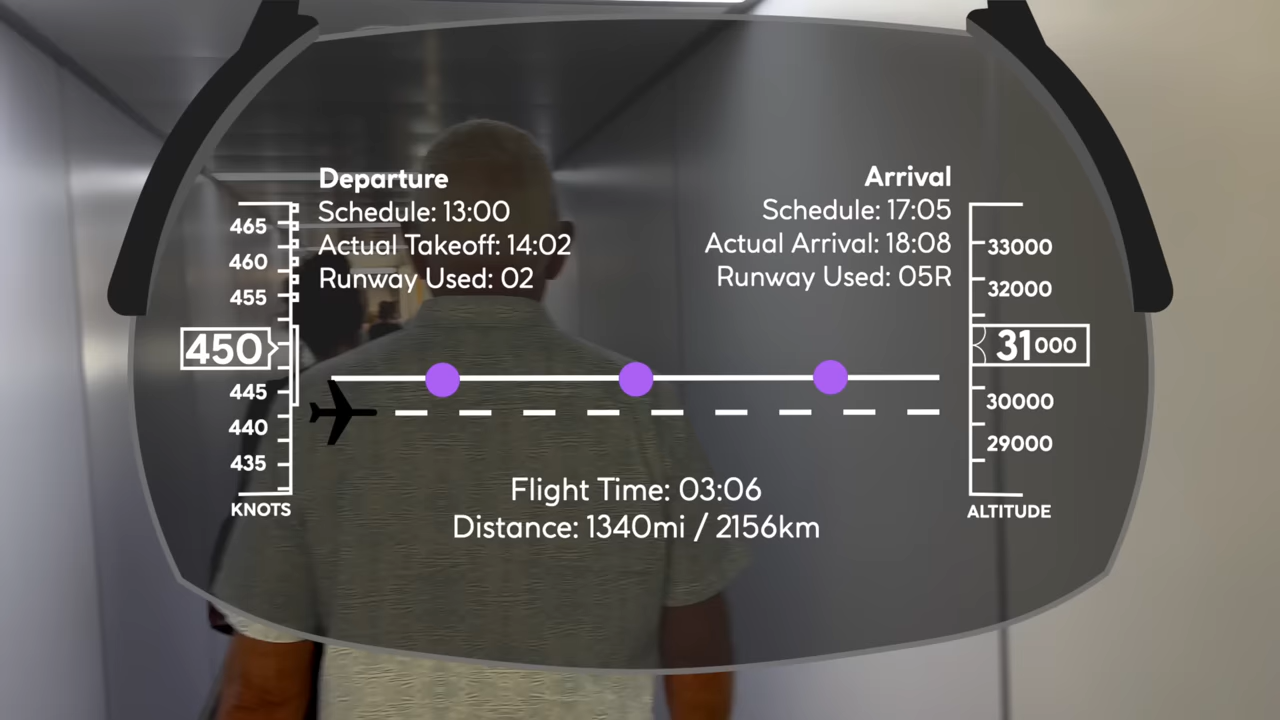 Departure
Schedule: 13:00
Actual Takeoff: 14:02
Runway Used: 02
Arrival
Schedule: 17:05
Actual Arrival: 18:08
Runway Used: 05R
465
460
455
450
445
440
435
KNOTS
33000
32000
31000
30000
29000
ALTITUDE
Flight Time: 03:06
Distance: 1340mi / 2156km